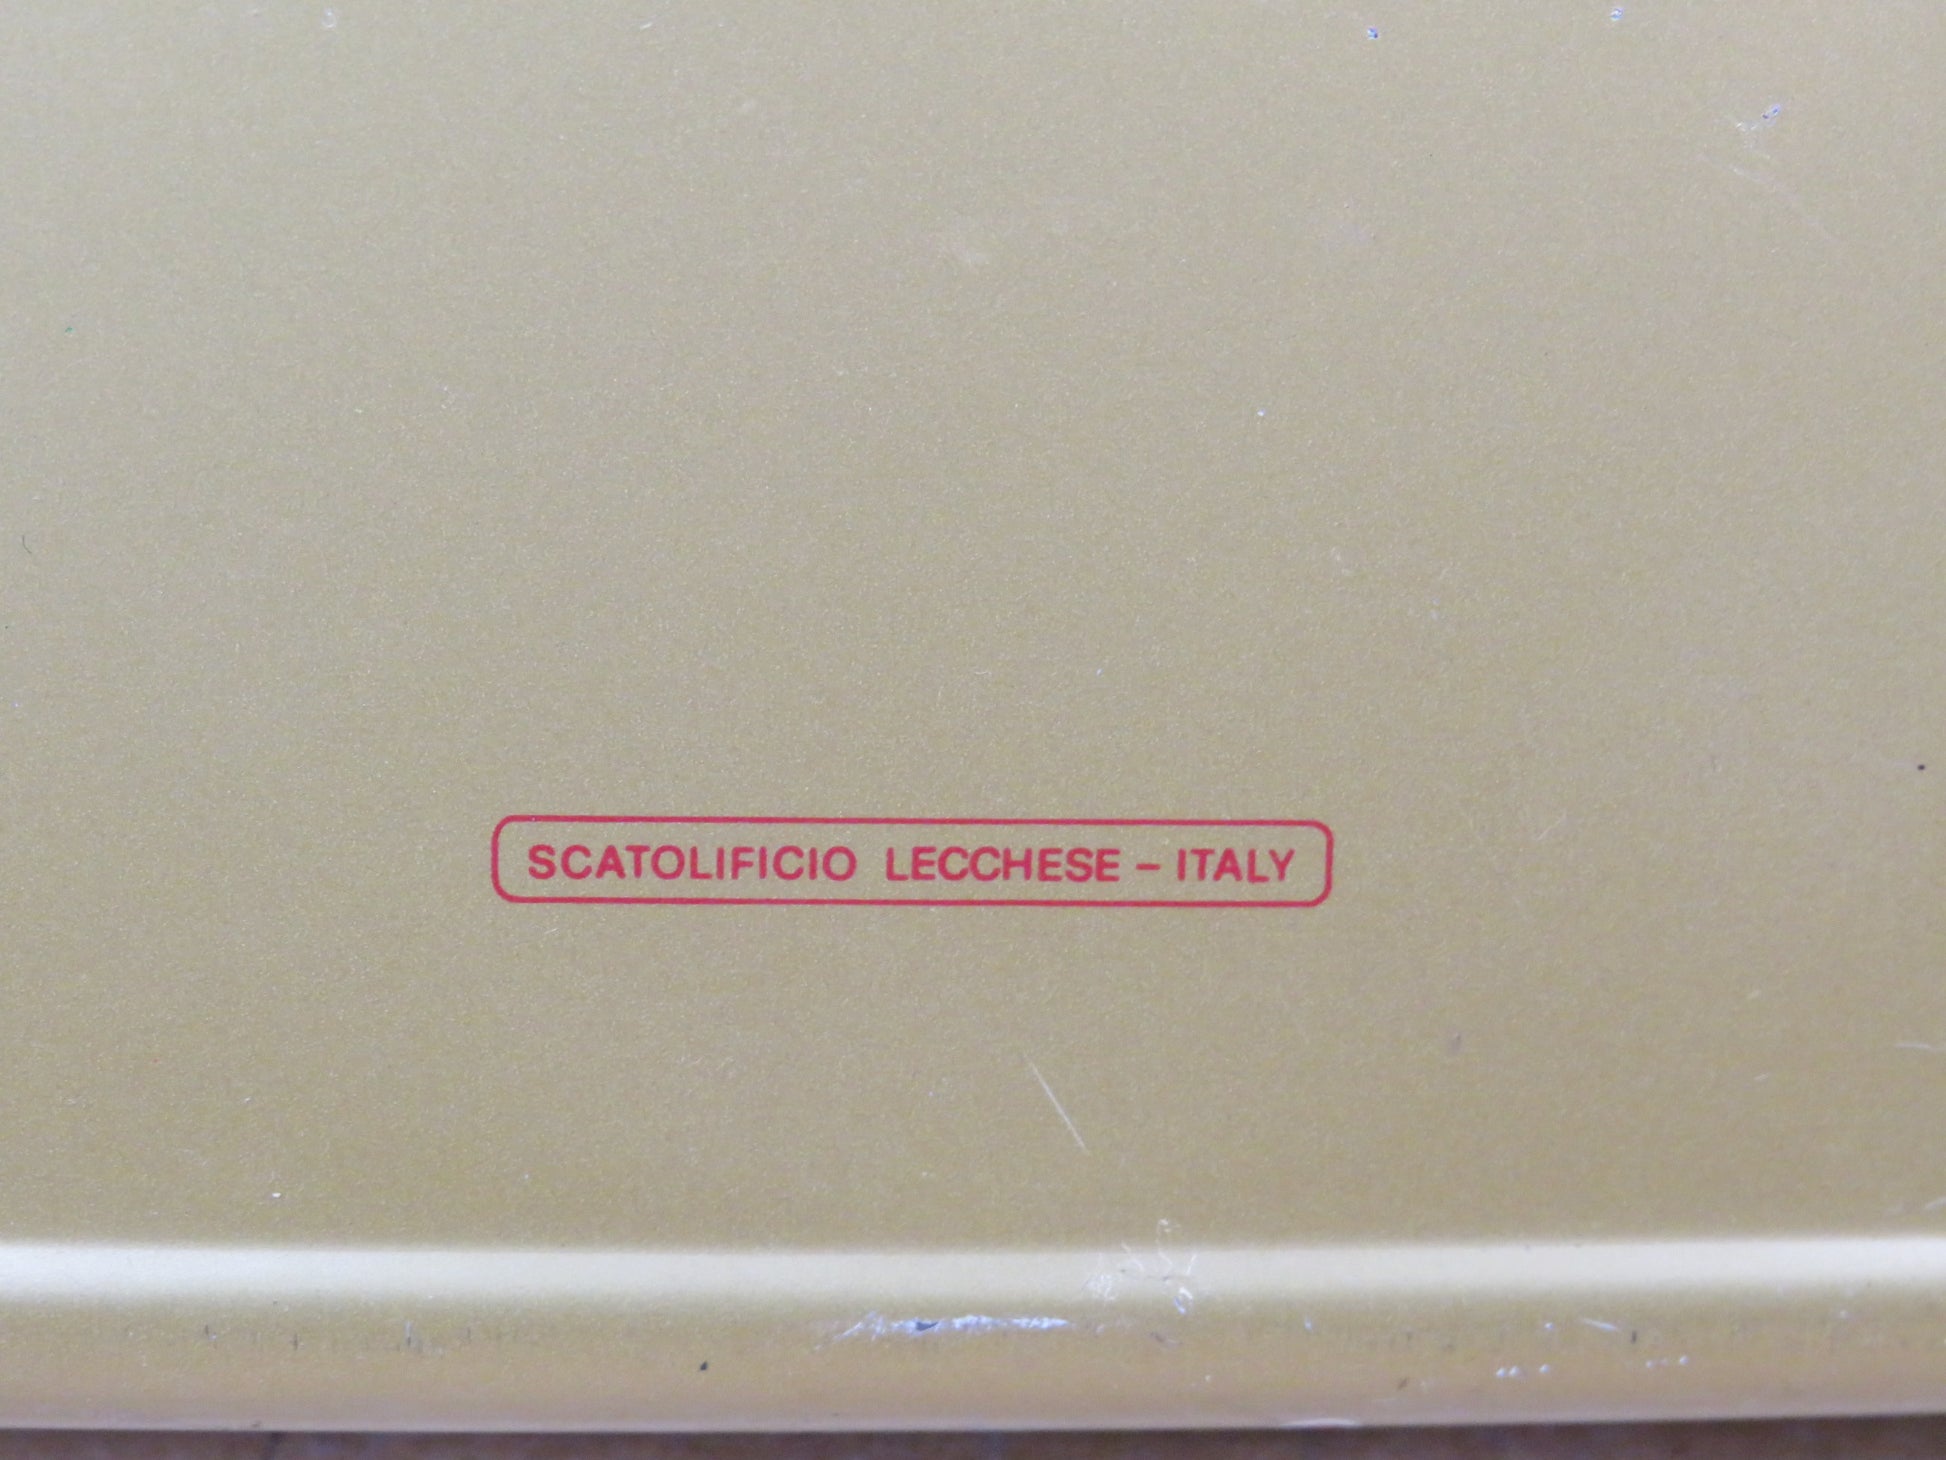 SCATOLIFICIO LECCHESE – ITALY